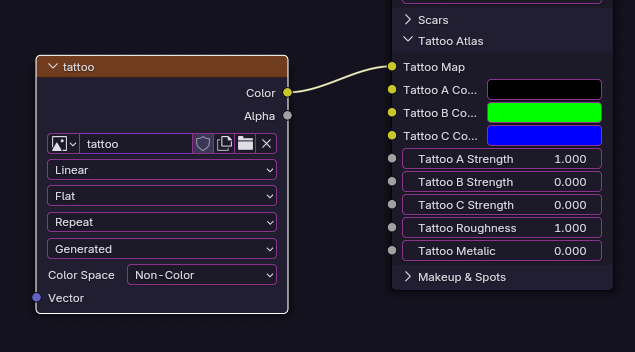 Scars
Tattoo Atlas
tattoo
Tattoo Map
Color
Tattoo A Co...
Alpha
Tattoo B Co...
Tattoo C Co...
tattoo
Tattoo A Strength 1.000
Linear
Tattoo B Strength 0.000
Flat
Tattoo C Strength 0.000
Repeat
Tattoo Roughness 1.000
Generated
Tattoo Metalic 0.000
Color Space Non-Color
Makeup & Spots
Vector